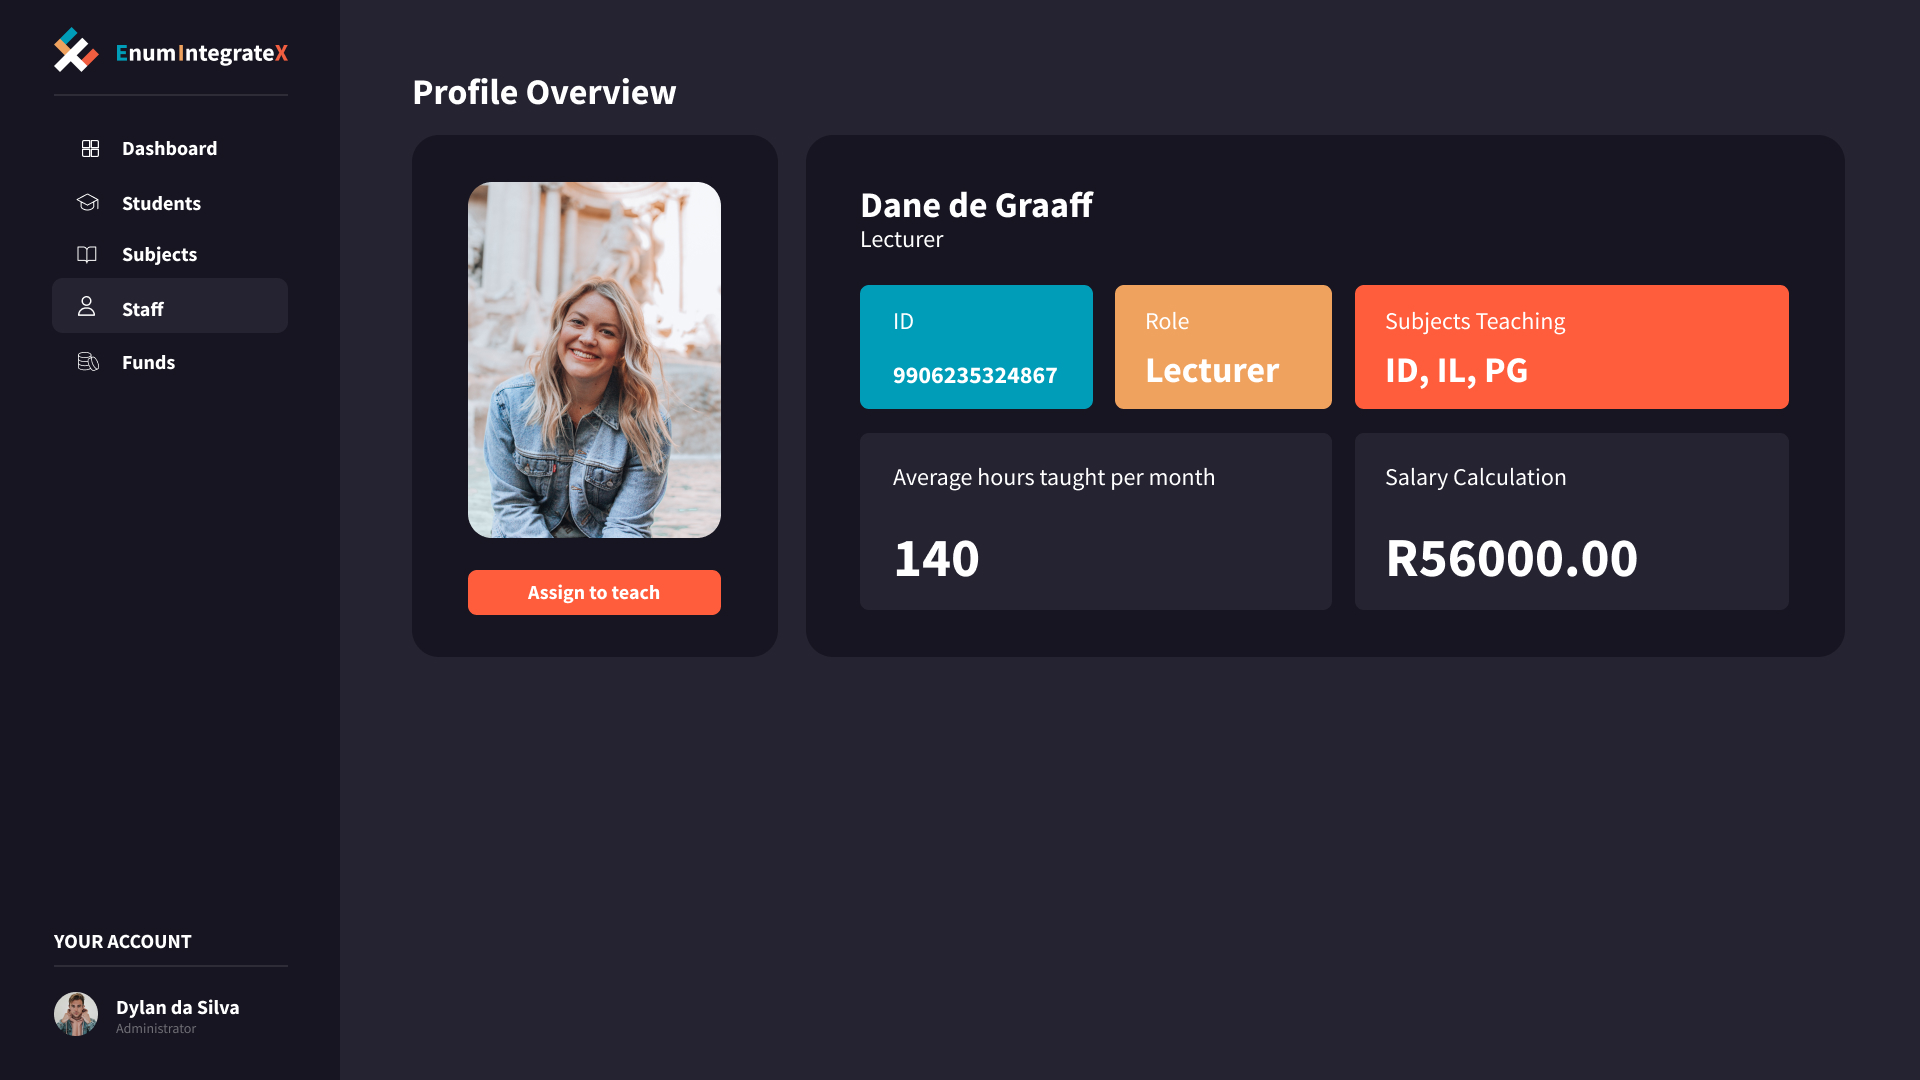 EnumIntegrateX
Dashboard
Students
Subjects
Staff
Funds
YOUR ACCOUNT
Dylan da Silva
Administrator
Profile Overview
Assign to teach
Dane de Graaff
Lecturer
ID
9906235324867
Role
Lecturer
Subjects Teaching
ID, IL, PG
Average hours taught per month
140
Salary Calculation
R56000.00